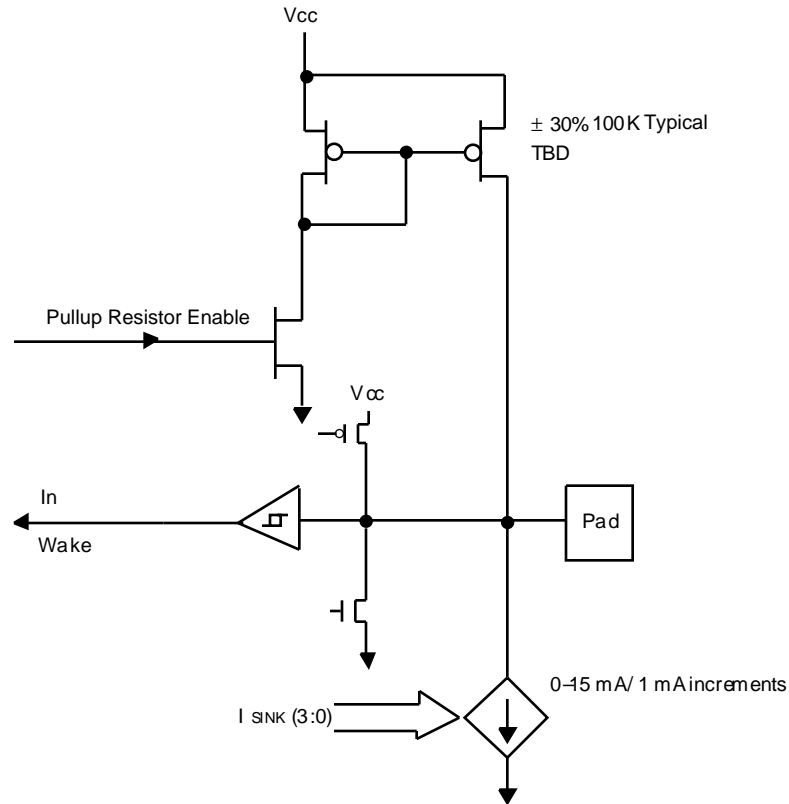 Vcc
± 30% 100K Typical
TBD
Pullup Resistor Enable
Vcc
In
Wake
Pad
0–15 mA/ 1 mA increments
I SINK (3:0)